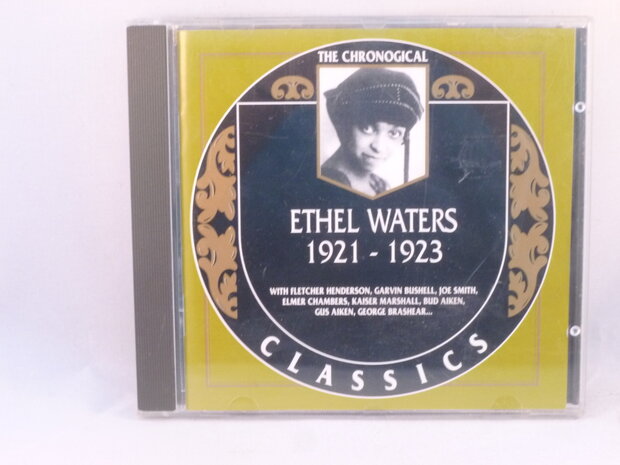 THE CHRONOGICAL
ETHEL WATERS
1921 - 1923
WITH FLETCHER HENDERSON, GARVIN BUSHELL, JOE SMITH,
ELMER CHAMBERS, KAISER MARSHALL, BUD AIKEN,
GUS AIKEN, GEORGE BRASHEAR...
CLASSICS